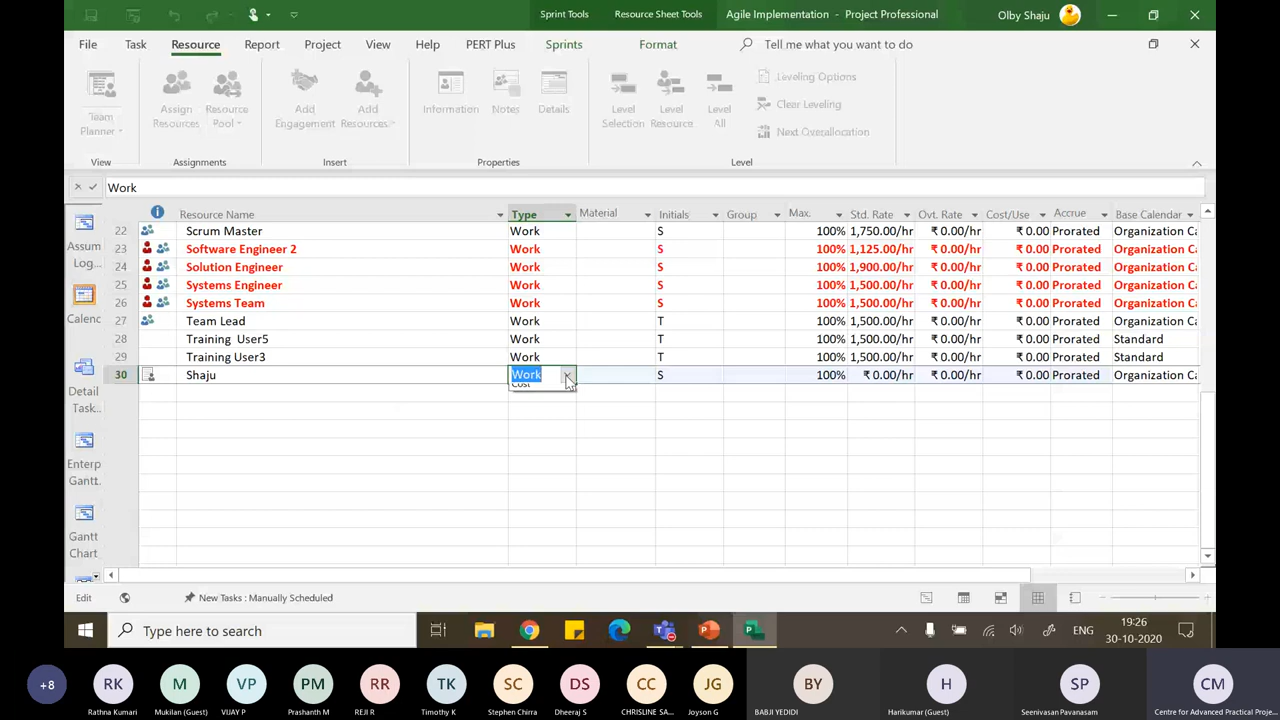 Sprint Tools Resource Sheet Tools Agile Implementation - Project Professional Olby Shaju
File Task Resource Report Project View Help PERT Plus Sprints Format Tell me what you want to do
Team Planner Assign Resources Resource Pool Add Engagement Add Resources Information Notes Details Level Selection Level Resource Level All Leveling Options
Clear Leveling
Next Overallocation
View Assignments Insert Properties Level
Work
Resource Name Type Material Initials Group Max. Std. Rate Ovt. Rate Cost/Use Accrue Base Calendar
22 Scrum Master Work S 100% 1,750.00/hr ₹ 0.00/hr ₹ 0.00 Prorated Organization Ca
23 Software Engineer 2 Work S 100% 1,125.00/hr ₹ 0.00/hr ₹ 0.00 Prorated Organization Ca
24 Solution Engineer Work S 100% 1,900.00/hr ₹ 0.00/hr ₹ 0.00 Prorated Organization Ca
25 Systems Engineer Work S 100% 1,500.00/hr ₹ 0.00/hr ₹ 0.00 Prorated Organization Ca
26 Systems Team Work S 100% 1,500.00/hr ₹ 0.00/hr ₹ 0.00 Prorated Organization Ca
27 Team Lead Work T 100% 1,500.00/hr ₹ 0.00/hr ₹ 0.00 Prorated Organization Ca
28 Training User5 Work T 100% 1,500.00/hr ₹ 0.00/hr ₹ 0.00 Prorated Standard
29 Training User3 Work T 100% 1,500.00/hr ₹ 0.00/hr ₹ 0.00 Prorated Standard
30 Shaju Work S 100% ₹ 0.00/hr ₹ 0.00/hr ₹ 0.00 Prorated Organization Ca
Cost
Assum
Log...
Calenc
Detail
Task...
Enterp
Gantt.
Gantt
Chart
Edit New Tasks : Manually Scheduled
Type here to search ENG 19:26
30-10-2020
+8 RK M VP PM RR TK SC DS CC JG BY H SP CM
Rathna Kumari Mukilan (Guest) VIJAY P Prashanth M REJI R Timothy K Stephen Chirra Dheeraj S CHRISLINE SA... Joyson G BABJI YEDIDI Harikumar (Guest) Seenivasan Pavanasam Centre for Advanced Practical Proje...